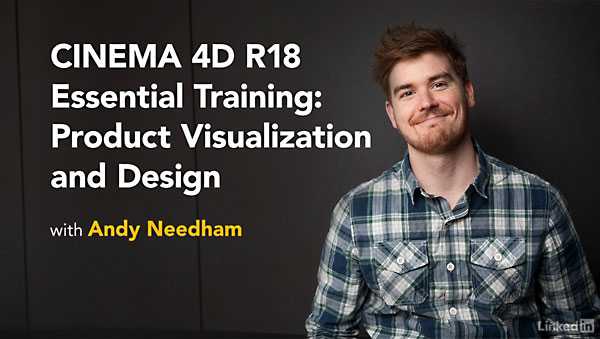 CINEMA 4D R18
Essential Training:
Product Visualization
and Design
with Andy Needham
LinkedIn